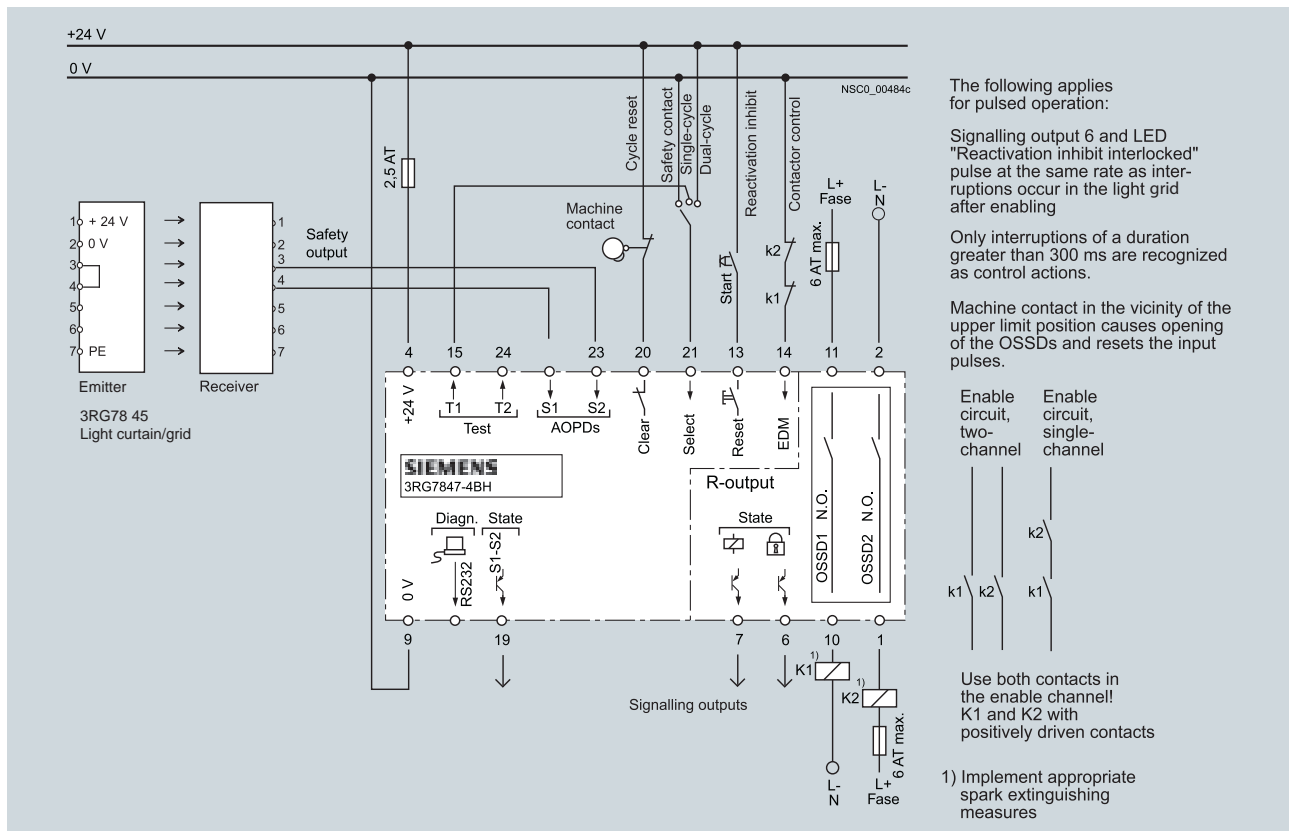 +24 V
0 V
NSC0_00484c
2,5 AT
Cycle reset
Safety contact
Single-cycle
Dual-cycle
Reactivation inhibit
Contactor control
L+
Fase
L-
N
6 AT max.
Machine
contact
k2
k1
Start
1 + 24 V
2 0 V
3
4
5
6
7 PE
1
2
3
4
5
6
7
Safety
output
Emitter
Receiver
3RG78 45
Light curtain/grid
4 15 24 23 20 21 13 14 11 2
+24 V
T1 T2
Test
S1 S2
AOPDs
Clear
Select
Reset
EDM
SIEMENS
3RG7847-4BH
R-output
Diagn. State
S1-S2
RS232
0 V
State
OSSD1 N.O.
OSSD2 N.O.
9 19 7 6 10 1
Signalling outputs
K1 1)
K2 1)
6 AT max.
L-
N
L+
Fase
The following applies
for pulsed operation:
Signalling output 6 and LED
"Reactivation inhibit interlocked"
pulse at the same rate as inter-
ruptions occur in the light grid
after enabling
Only interruptions of a duration
greater than 300 ms are recognized
as control actions.
Machine contact in the vicinity of the
upper limit position causes opening
of the OSSDs and resets the input
pulses.
Enable
circuit,
two-
channel
Enable
circuit,
single-
channel
k2
k1 k2 k1
Use both contacts in
the enable channel!
K1 and K2 with
positively driven contacts
1) Implement appropriate
spark extinguishing
measures